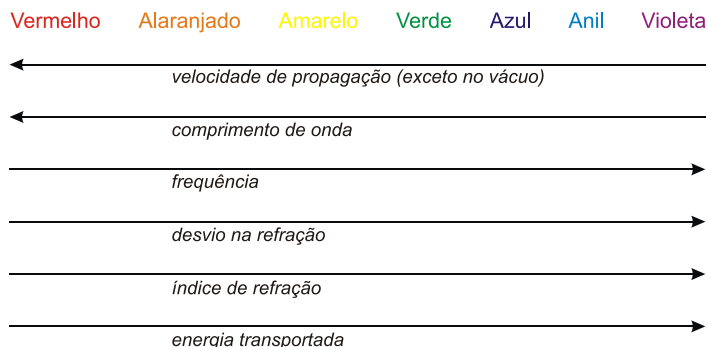 Vermelho Alaranjado Amarelo Verde Azul Anil Violeta
velocidade de propagação (exceto no vácuo)
comprimento de onda
frequência
desvio na refração
índice de refração
energia transportada